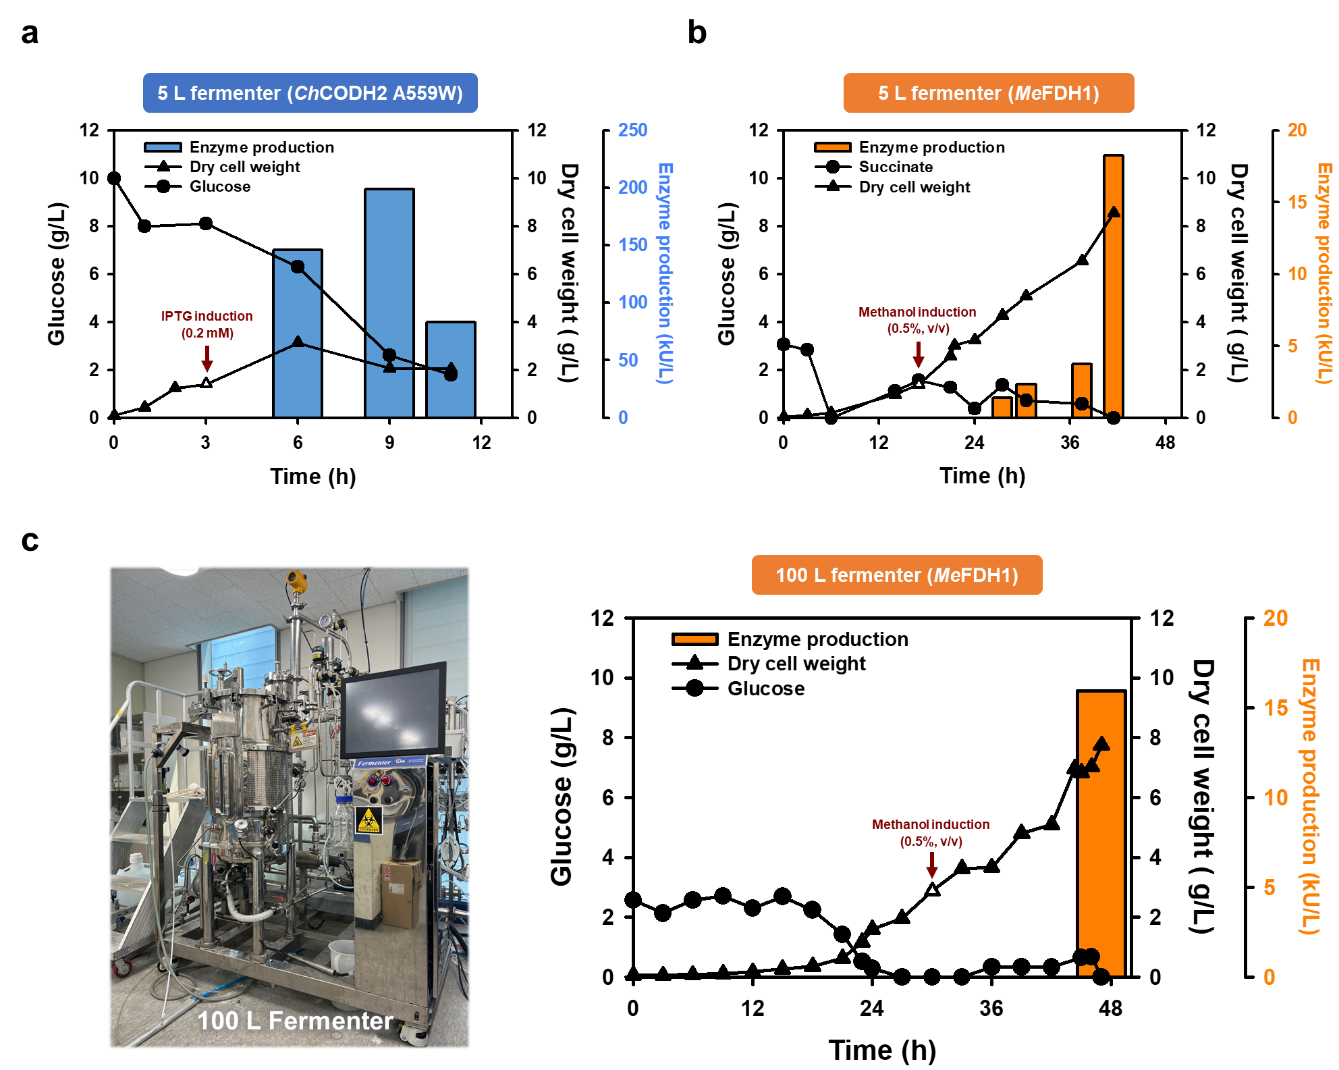 a
5 L fermenter (ChCODH2 A559W)
Enzyme production
Dry cell weight
Glucose
IPTG induction
(0.2 mM)
Glucose (g/L)
12
10
8
6
4
2
0
0 3 6 9 12
Time (h)
12
10
8
6
4
2
0
Dry cell weight ( g/L)
250
200
150
100
50
0
Enzyme production (kU/L)
b
5 L fermenter (MeFDH1)
Enzyme production
Succinate
Dry cell weight
Methanol induction
(0.5%, v/v)
Glucose (g/L)
12
10
8
6
4
2
0
0 12 24 36 48
Time (h)
12
10
8
6
4
2
0
Dry cell weight ( g/L)
20
15
10
5
0
Enzyme production (kU/L)
c
Fermenter
100 L Fermenter
100 L fermenter (MeFDH1)
Enzyme production
Dry cell weight
Glucose
Methanol induction
(0.5%, v/v)
Glucose (g/L)
12
10
8
6
4
2
0
0 12 24 36 48
Time (h)
12
10
8
6
4
2
0
Dry cell weight ( g/L)
20
15
10
5
0
Enzyme production (kU/L)